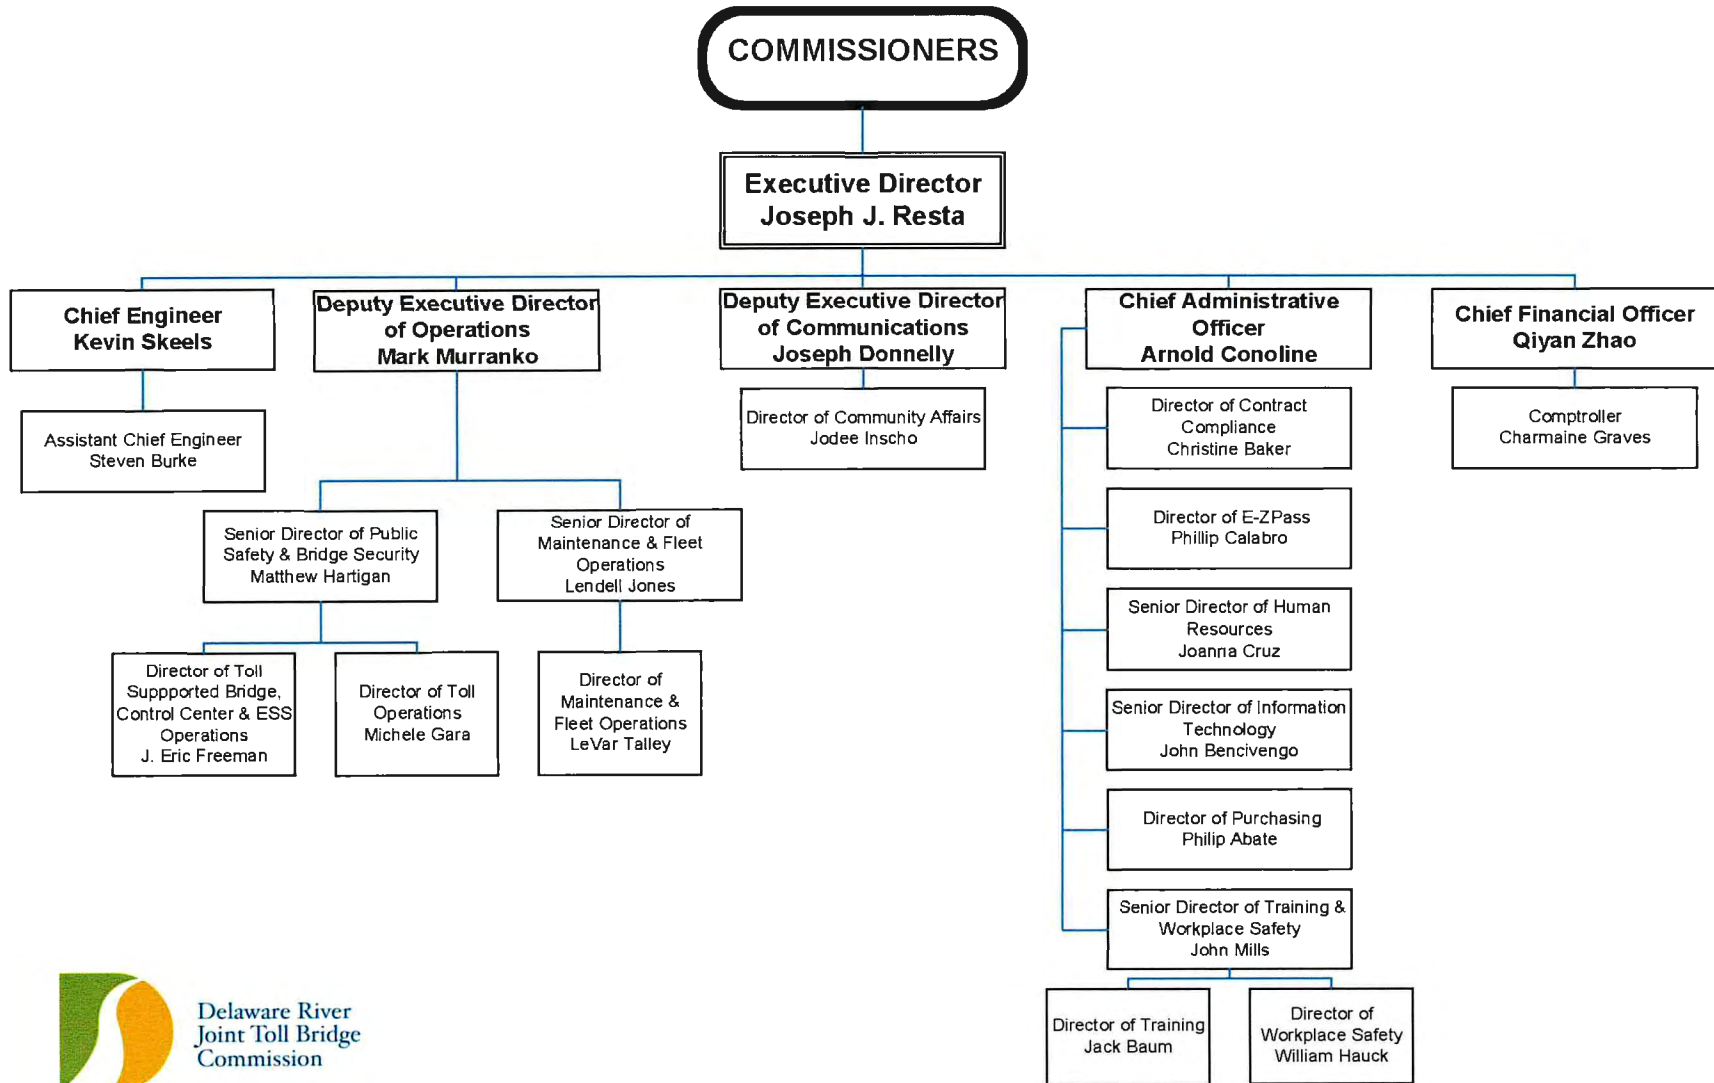 COMMISSIONERS
Executive Director
Joseph J. Resta
Chief Engineer
Kevin Skeels
Deputy Executive Director
of Operations
Mark Murranko
Deputy Executive Director
of Communications
Joseph Donnelly
Chief Administrative
Officer
Arnold Conoline
Chief Financial Officer
Qiyan Zhao
Assistant Chief Engineer
Steven Burke
Director of Community Affairs
Jodee Inscho
Director of Contract
Compliance
Christine Baker
Comptroller
Charmaine Graves
Senior Director of Public
Safety & Bridge Security
Matthew Hartigan
Senior Director of
Maintenance & Fleet
Operations
Lendell Jones
Director of E-ZPass
Phillip Calabro
Senior Director of Human
Resources
Joanna Cruz
Director of Toll
Suppported Bridge,
Control Center & ESS
Operations
J. Eric Freeman
Director of Toll
Operations
Michele Gara
Director of
Maintenance &
Fleet Operations
LeVar Talley
Senior Director of Information
Technology
John Bencivengo
Director of Purchasing
Philip Abate
Senior Director of Training &
Workplace Safety
John Mills
Director of Training
Jack Baum
Director of
Workplace Safety
William Hauck
Delaware River
Joint Toll Bridge
Commission